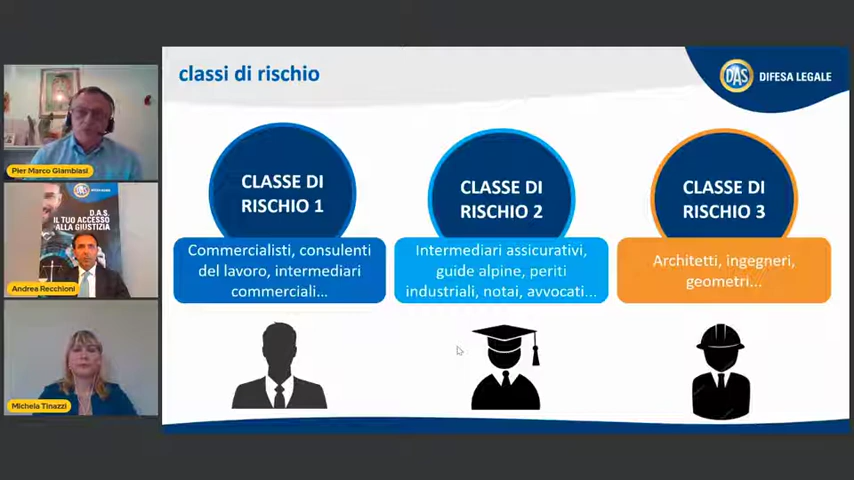 classi di rischio
DAS
DIFESA LEGALE
CLASSE DI
RISCHIO 1
Commercialisti, consulenti
del lavoro, intermediari
commerciali...
CLASSE DI
RISCHIO 2
Intermediari assicurativi,
guide alpine, periti
industriali, notai, avvocati...
CLASSE DI
RISCHIO 3
Architetti, ingegneri,
geometri...
Pier Marco Giambiasi
DAS
D.A.S.
IL TUO ACCESSO
ALLA GIUSTIZIA
Andrea Recchioni
Michela Tinazzi